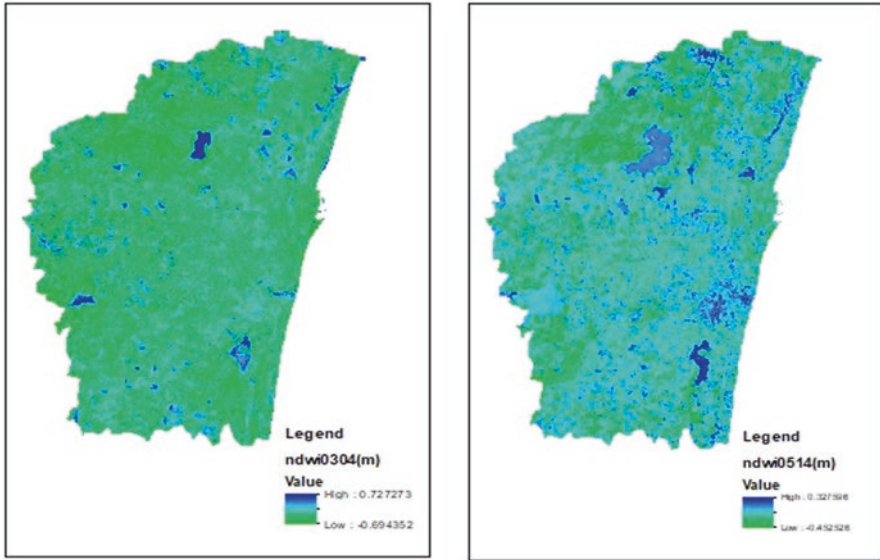 Legend
ndwi0304(m)
Value
High : 0.727273
Low : -0.694352
Legend
ndwi0514(m)
Value
High : 0.327596
Low : -0.452526